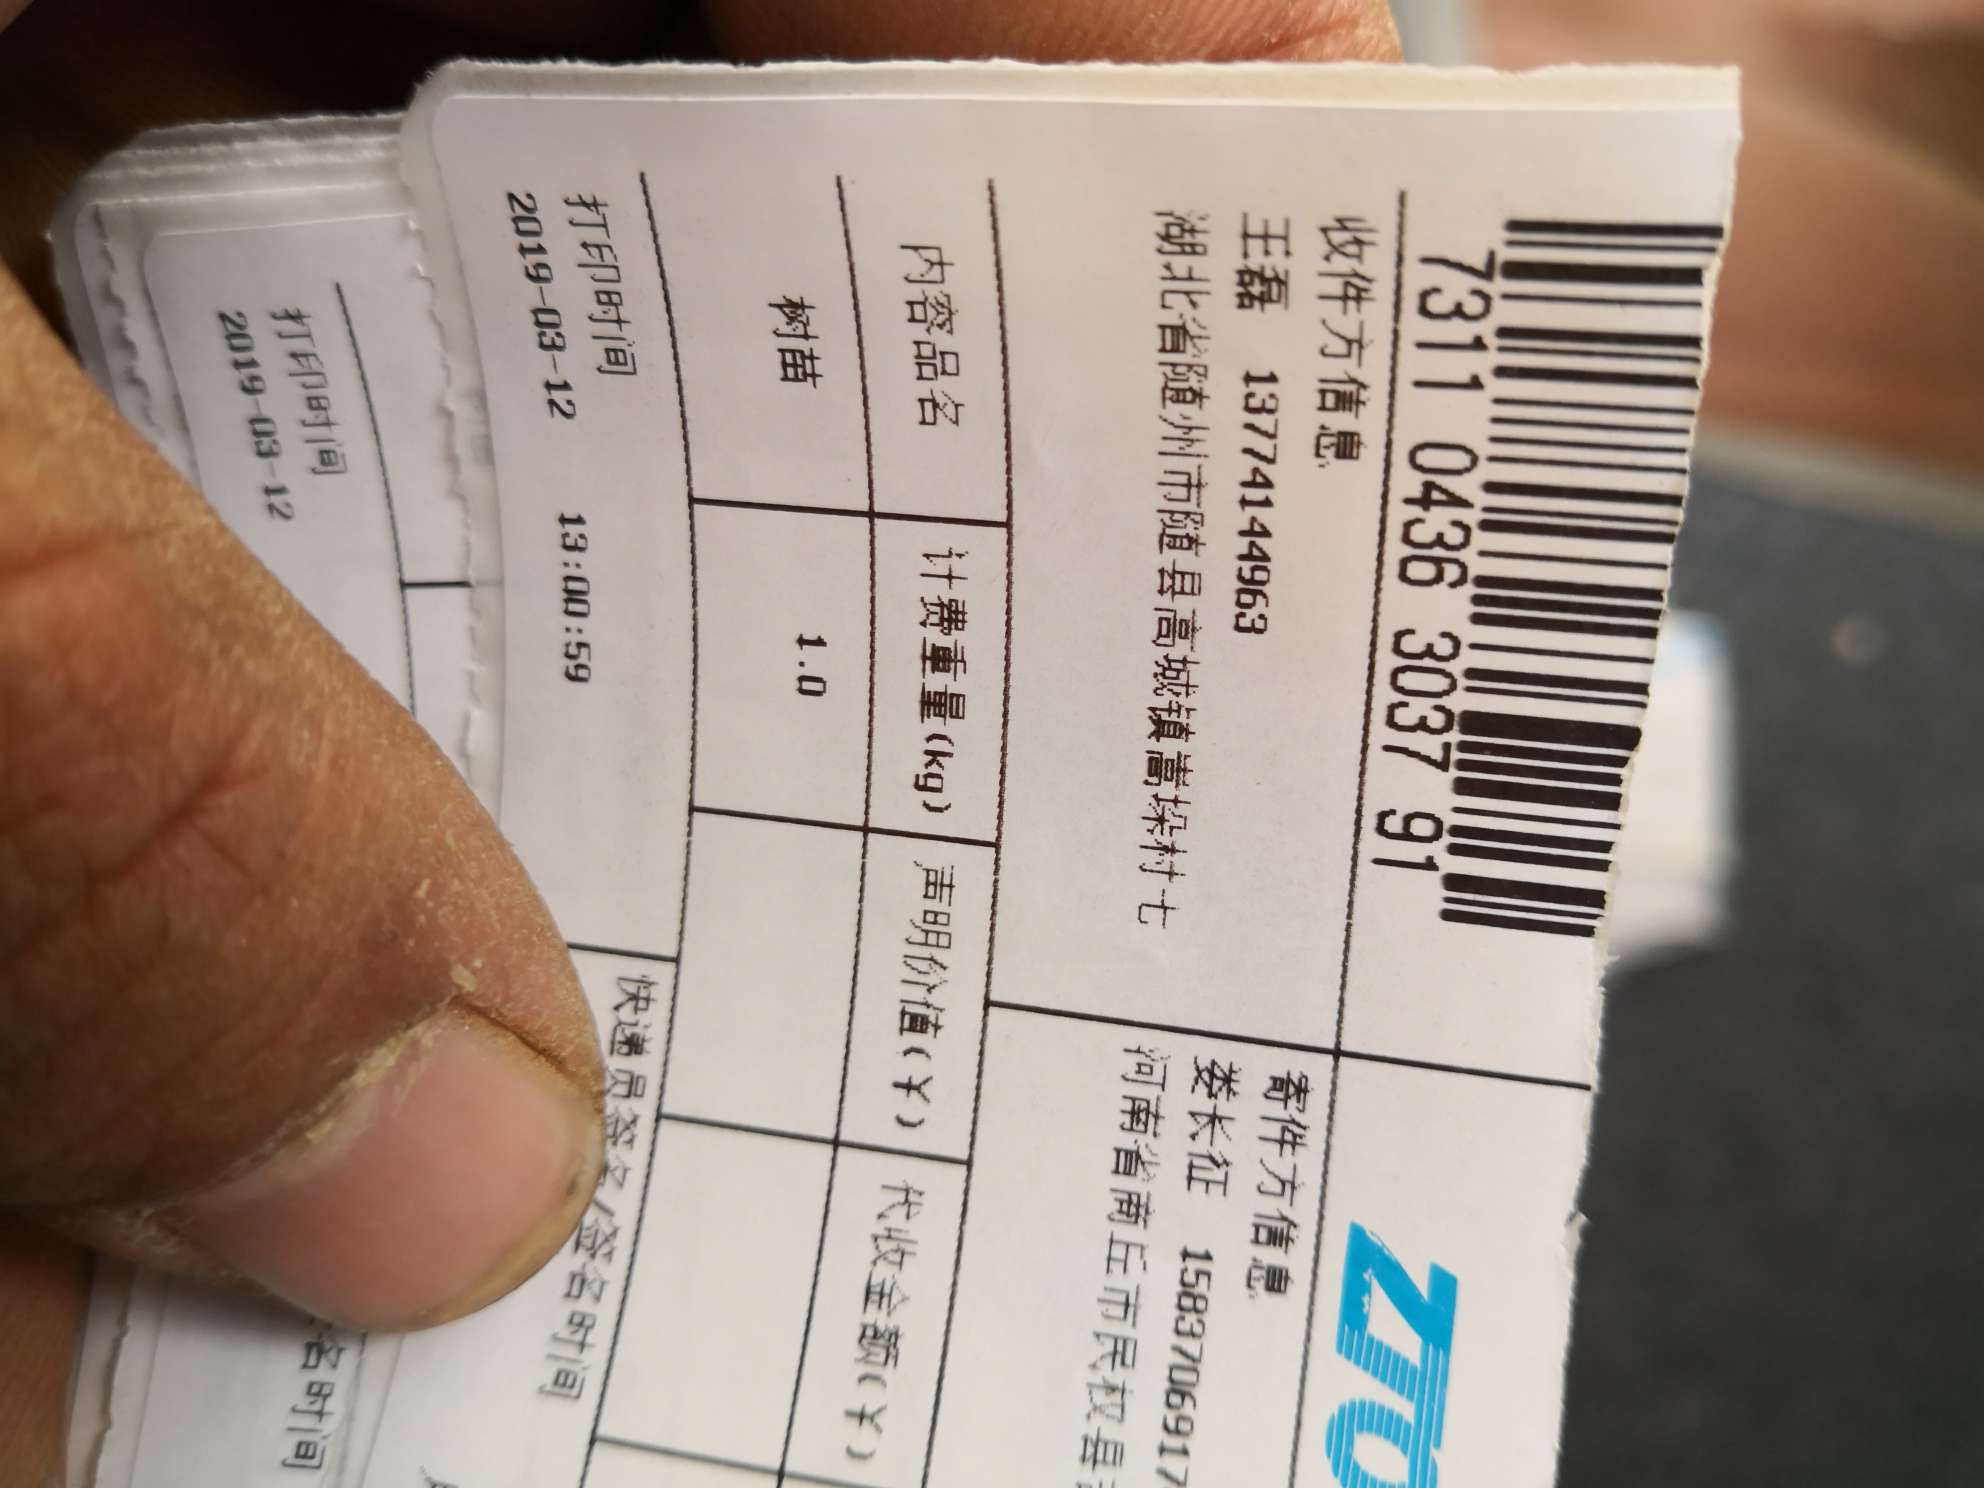 ZTO
7311 0436 3037 91
收件方信息
王磊 13774144963
湖北省随州市随县高城镇嵩垛村七
寄件方信息
娄长征 1583706917
河南省商丘市民权县
内容品名
计费重量(kg)
声明价值(¥)
代收金额(¥)
树苗
1.0
打印时间
2019-03-12 13:00:59
快递员签名/签名时间
打印时间
2019-03-12
名时间